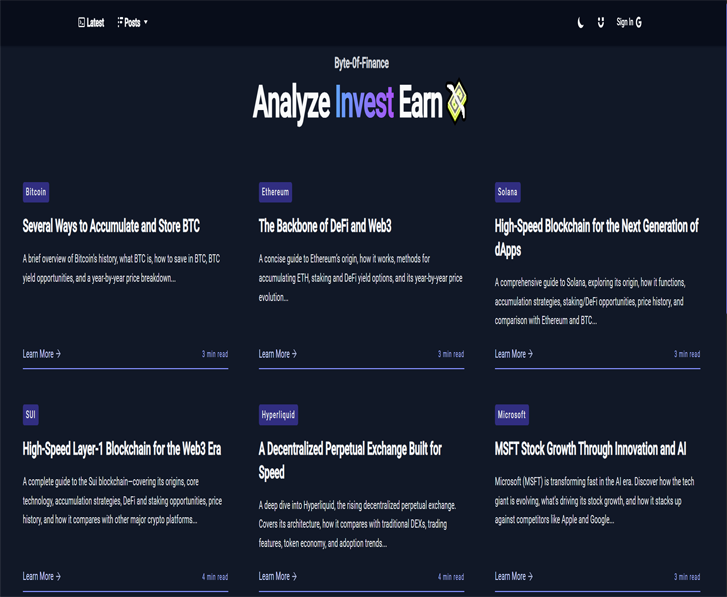 Latest
Posts
Sign In G
Byte-Of-Finance
Analyze Invest Earn
Bitcoin
Several Ways to Accumulate and Store BTC
A brief overview of Bitcoin's history, what BTC is, how to save in BTC, BTC
yield opportunities, and a year-by-year price breakdown...
Learn More →
3 min read
Ethereum
The Backbone of DeFi and Web3
A concise guide to Ethereum's origin, how it works, methods for
accumulating ETH, staking and DeFi yield options, and its year-by-year price
evolution...
Learn More →
3 min read
Solana
High-Speed Blockchain for the Next Generation of
dApps
A comprehensive guide to Solana, exploring its origin, how it functions,
accumulation strategies, staking/DeFi opportunities, price history, and
comparison with Ethereum and BTC...
Learn More →
3 min read
SUI
High-Speed Layer-1 Blockchain for the Web3 Era
A complete guide to the Sui blockchain—covering its origins, core
technology, accumulation strategies, DeFi and staking opportunities, price
history, and how it compares with other major crypto platforms...
Learn More →
4 min read
Hyperliquid
A Decentralized Perpetual Exchange Built for
Speed
A deep dive into Hyperliquid, the rising decentralized perpetual exchange.
Covers its architecture, how it compares with traditional DEXs, trading
features, token economy, and adoption trends...
Learn More →
4 min read
Microsoft
MSFT Stock Growth Through Innovation and AI
Microsoft (MSFT) is transforming fast in the AI era. Discover how the tech
giant is evolving, what's driving its stock growth, and how it stacks up
against competitors like Apple and Google...
Learn More →
3 min read